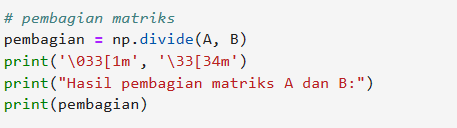 # pembagian matriks
pembagian = np.divide(A, B)
print('\033[1m', '\33[34m')
print("Hasil pembagian matriks A dan B:")
print(pembagian)